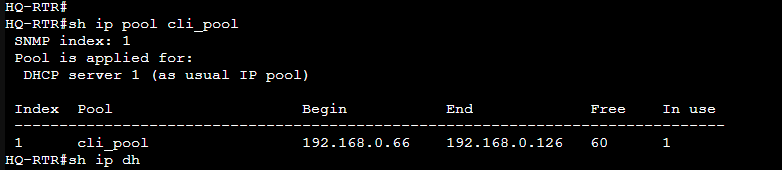 HQ-RTR#
HQ-RTR#sh ip pool cli_pool
SNMP index: 1
Pool is applied for:
DHCP server 1 (as usual IP pool)
Index Pool Begin End Free In use
--------------------------------------------------------------------------------
1 cli_pool 192.168.0.66 192.168.0.126 60 1
HQ-RTR#sh ip dh